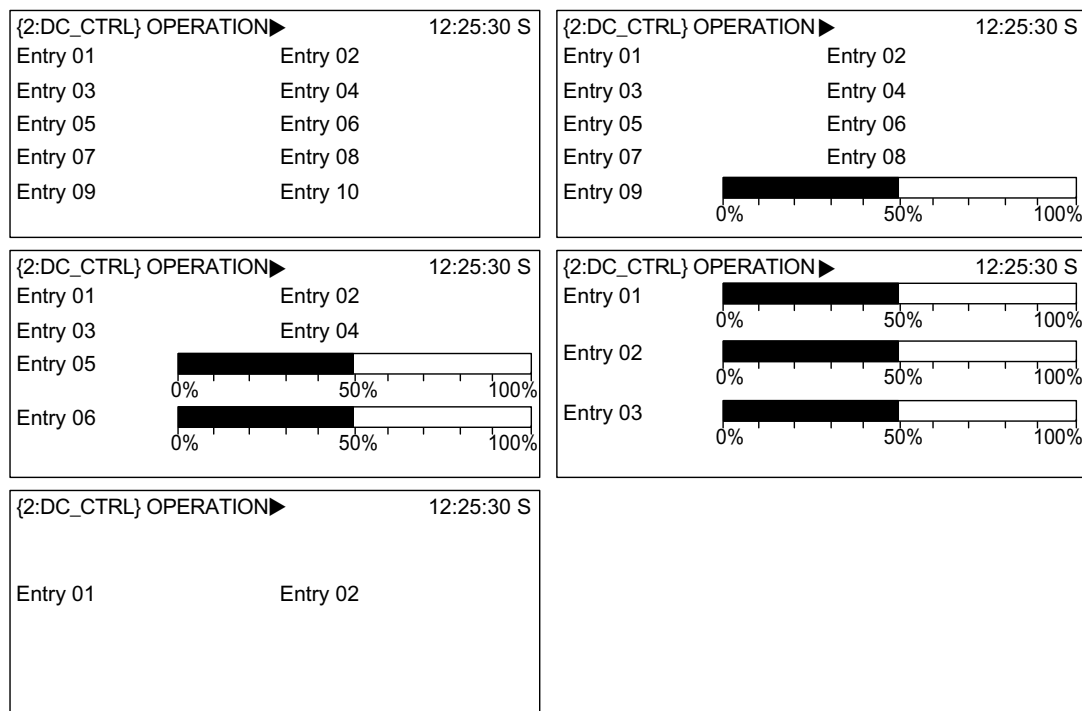 {2:DC_CTRL} OPERATION▶ 12:25:30 S
Entry 01 Entry 02
Entry 03 Entry 04
Entry 05 Entry 06
Entry 07 Entry 08
Entry 09 Entry 10
{2:DC_CTRL} OPERATION▶ 12:25:30 S
Entry 01 Entry 02
Entry 03 Entry 04
Entry 05 Entry 06
Entry 07 Entry 08
Entry 09
0% 50% 100%
{2:DC_CTRL} OPERATION▶ 12:25:30 S
Entry 01 Entry 02
Entry 03 Entry 04
Entry 05
0% 50% 100%
Entry 06
0% 50% 100%
{2:DC_CTRL} OPERATION▶ 12:25:30 S
Entry 01
0% 50% 100%
Entry 02
0% 50% 100%
Entry 03
0% 50% 100%
{2:DC_CTRL} OPERATION▶ 12:25:30 S
Entry 01 Entry 02